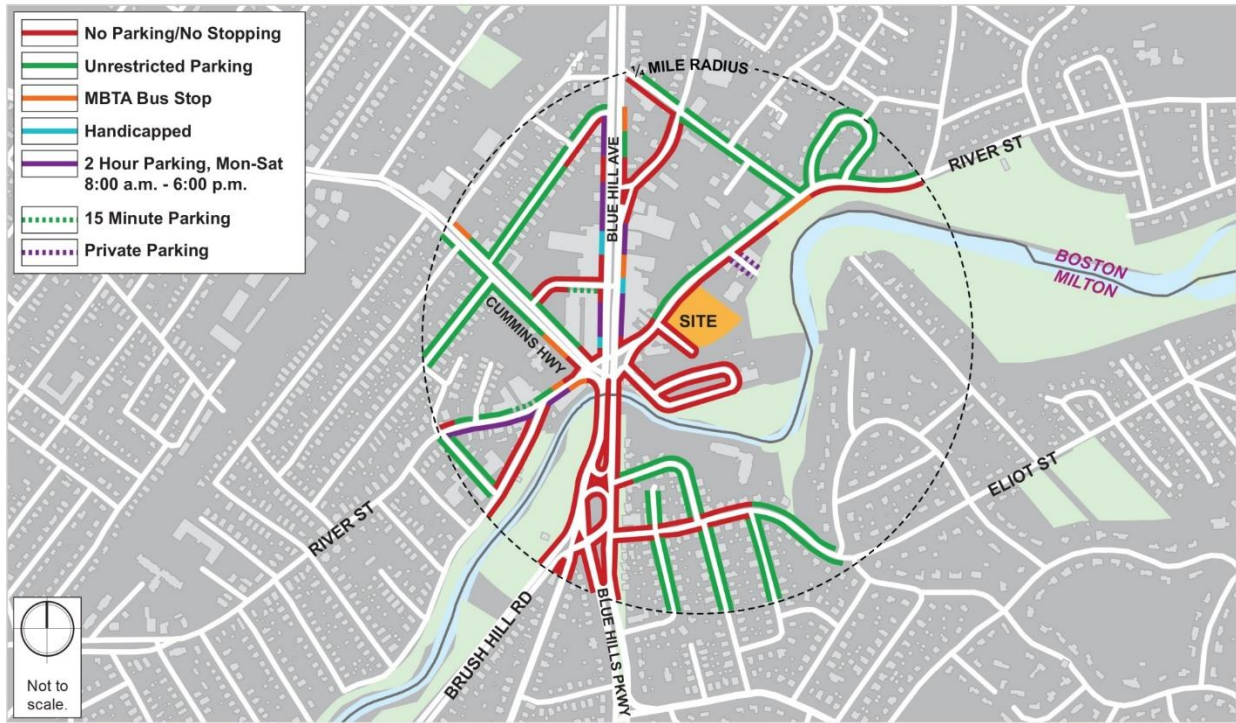 No Parking/No Stopping
Unrestricted Parking
MBTA Bus Stop
Handicapped
2 Hour Parking, Mon-Sat
8:00 a.m. - 6:00 p.m.
15 Minute Parking
Private Parking
¼ MILE RADIUS
BLUE HILL AVE
RIVER ST
BOSTON
MILTON
CUMMINS HWY
SITE
ELIOT ST
RIVER ST
BRUSH HILL RD
BLUE HILLS PKWY
Not to
scale.